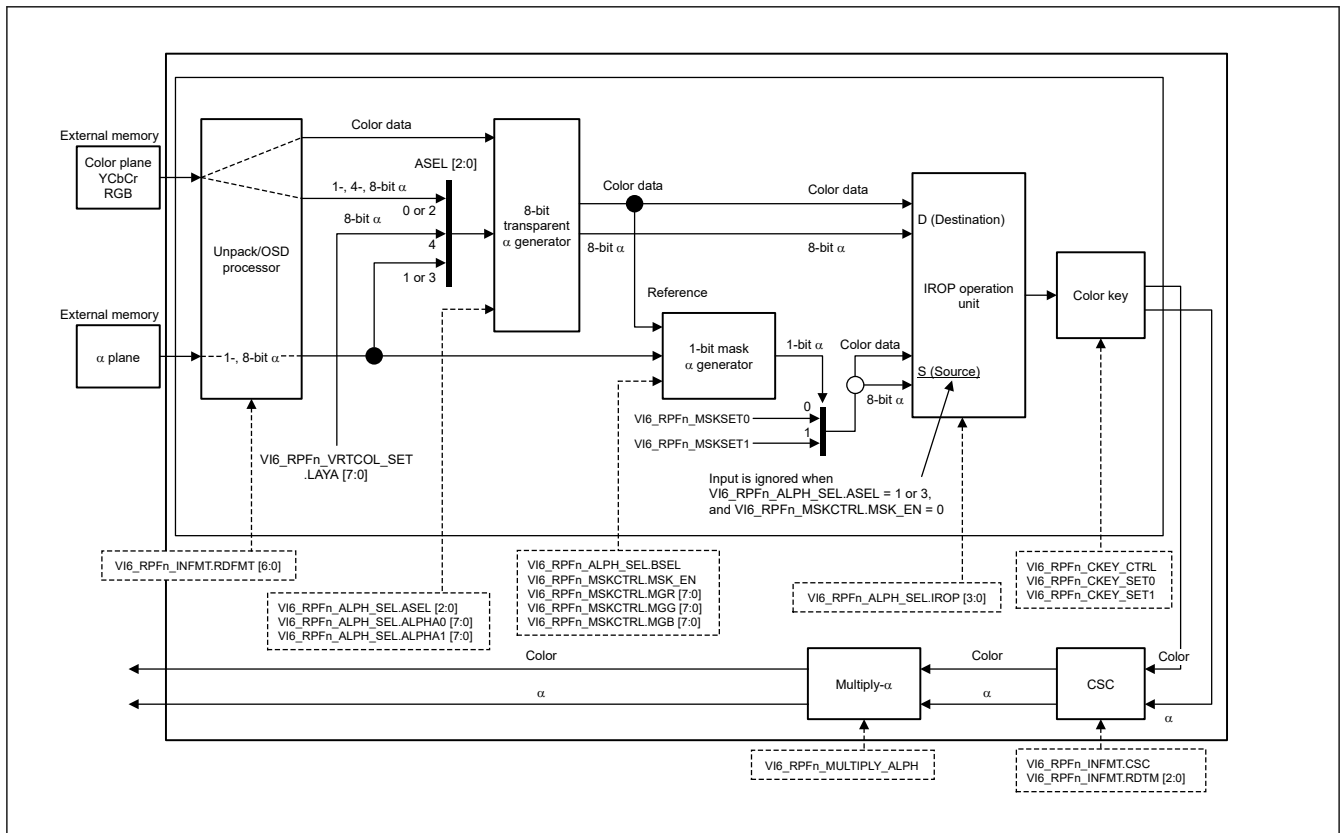 External memory
Color plane
YCbCr
RGB
External memory
α plane
Unpack/OSD
processor
1-, 8-bit α
Color data
ASEL [2:0]
1-, 4-, 8-bit α
0 or 2
8-bit α
4
1 or 3
VI6_RPFn_VRTCOL_SET
.LAYA [7:0]
8-bit
transparent
α generator
Color data
8-bit α
Color data
8-bit α
Reference
1-bit mask
α generator
1-bit α
0
1
VI6_RPFn_MSKSET0
VI6_RPFn_MSKSET1
Color data
8-bit α
D (Destination)
IROP operation
unit
S (Source)
Input is ignored when
VI6_RPFn_ALPH_SEL.ASEL = 1 or 3,
and VI6_RPFn_MSKCTRL.MSK_EN = 0
Color key
VI6_RPFn_INFMT.RDFMT [6:0]
VI6_RPFn_ALPH_SEL.ASEL [2:0]
VI6_RPFn_ALPH_SEL.ALPHA0 [7:0]
VI6_RPFn_ALPH_SEL.ALPHA1 [7:0]
VI6_RPFn_ALPH_SEL.BSEL
VI6_RPFn_MSKCTRL.MSK_EN
VI6_RPFn_MSKCTRL.MGR [7:0]
VI6_RPFn_MSKCTRL.MGG [7:0]
VI6_RPFn_MSKCTRL.MGB [7:0]
VI6_RPFn_ALPH_SEL.IROP [3:0]
VI6_RPFn_CKEY_CTRL
VI6_RPFn_CKEY_SET0
VI6_RPFn_CKEY_SET1
Color
α
Multiply-α
Color
α
CSC
Color
α
VI6_RPFn_MULTIPLY_ALPH
VI6_RPFn_INFMT.CSC
VI6_RPFn_INFMT.RDTM [2:0]